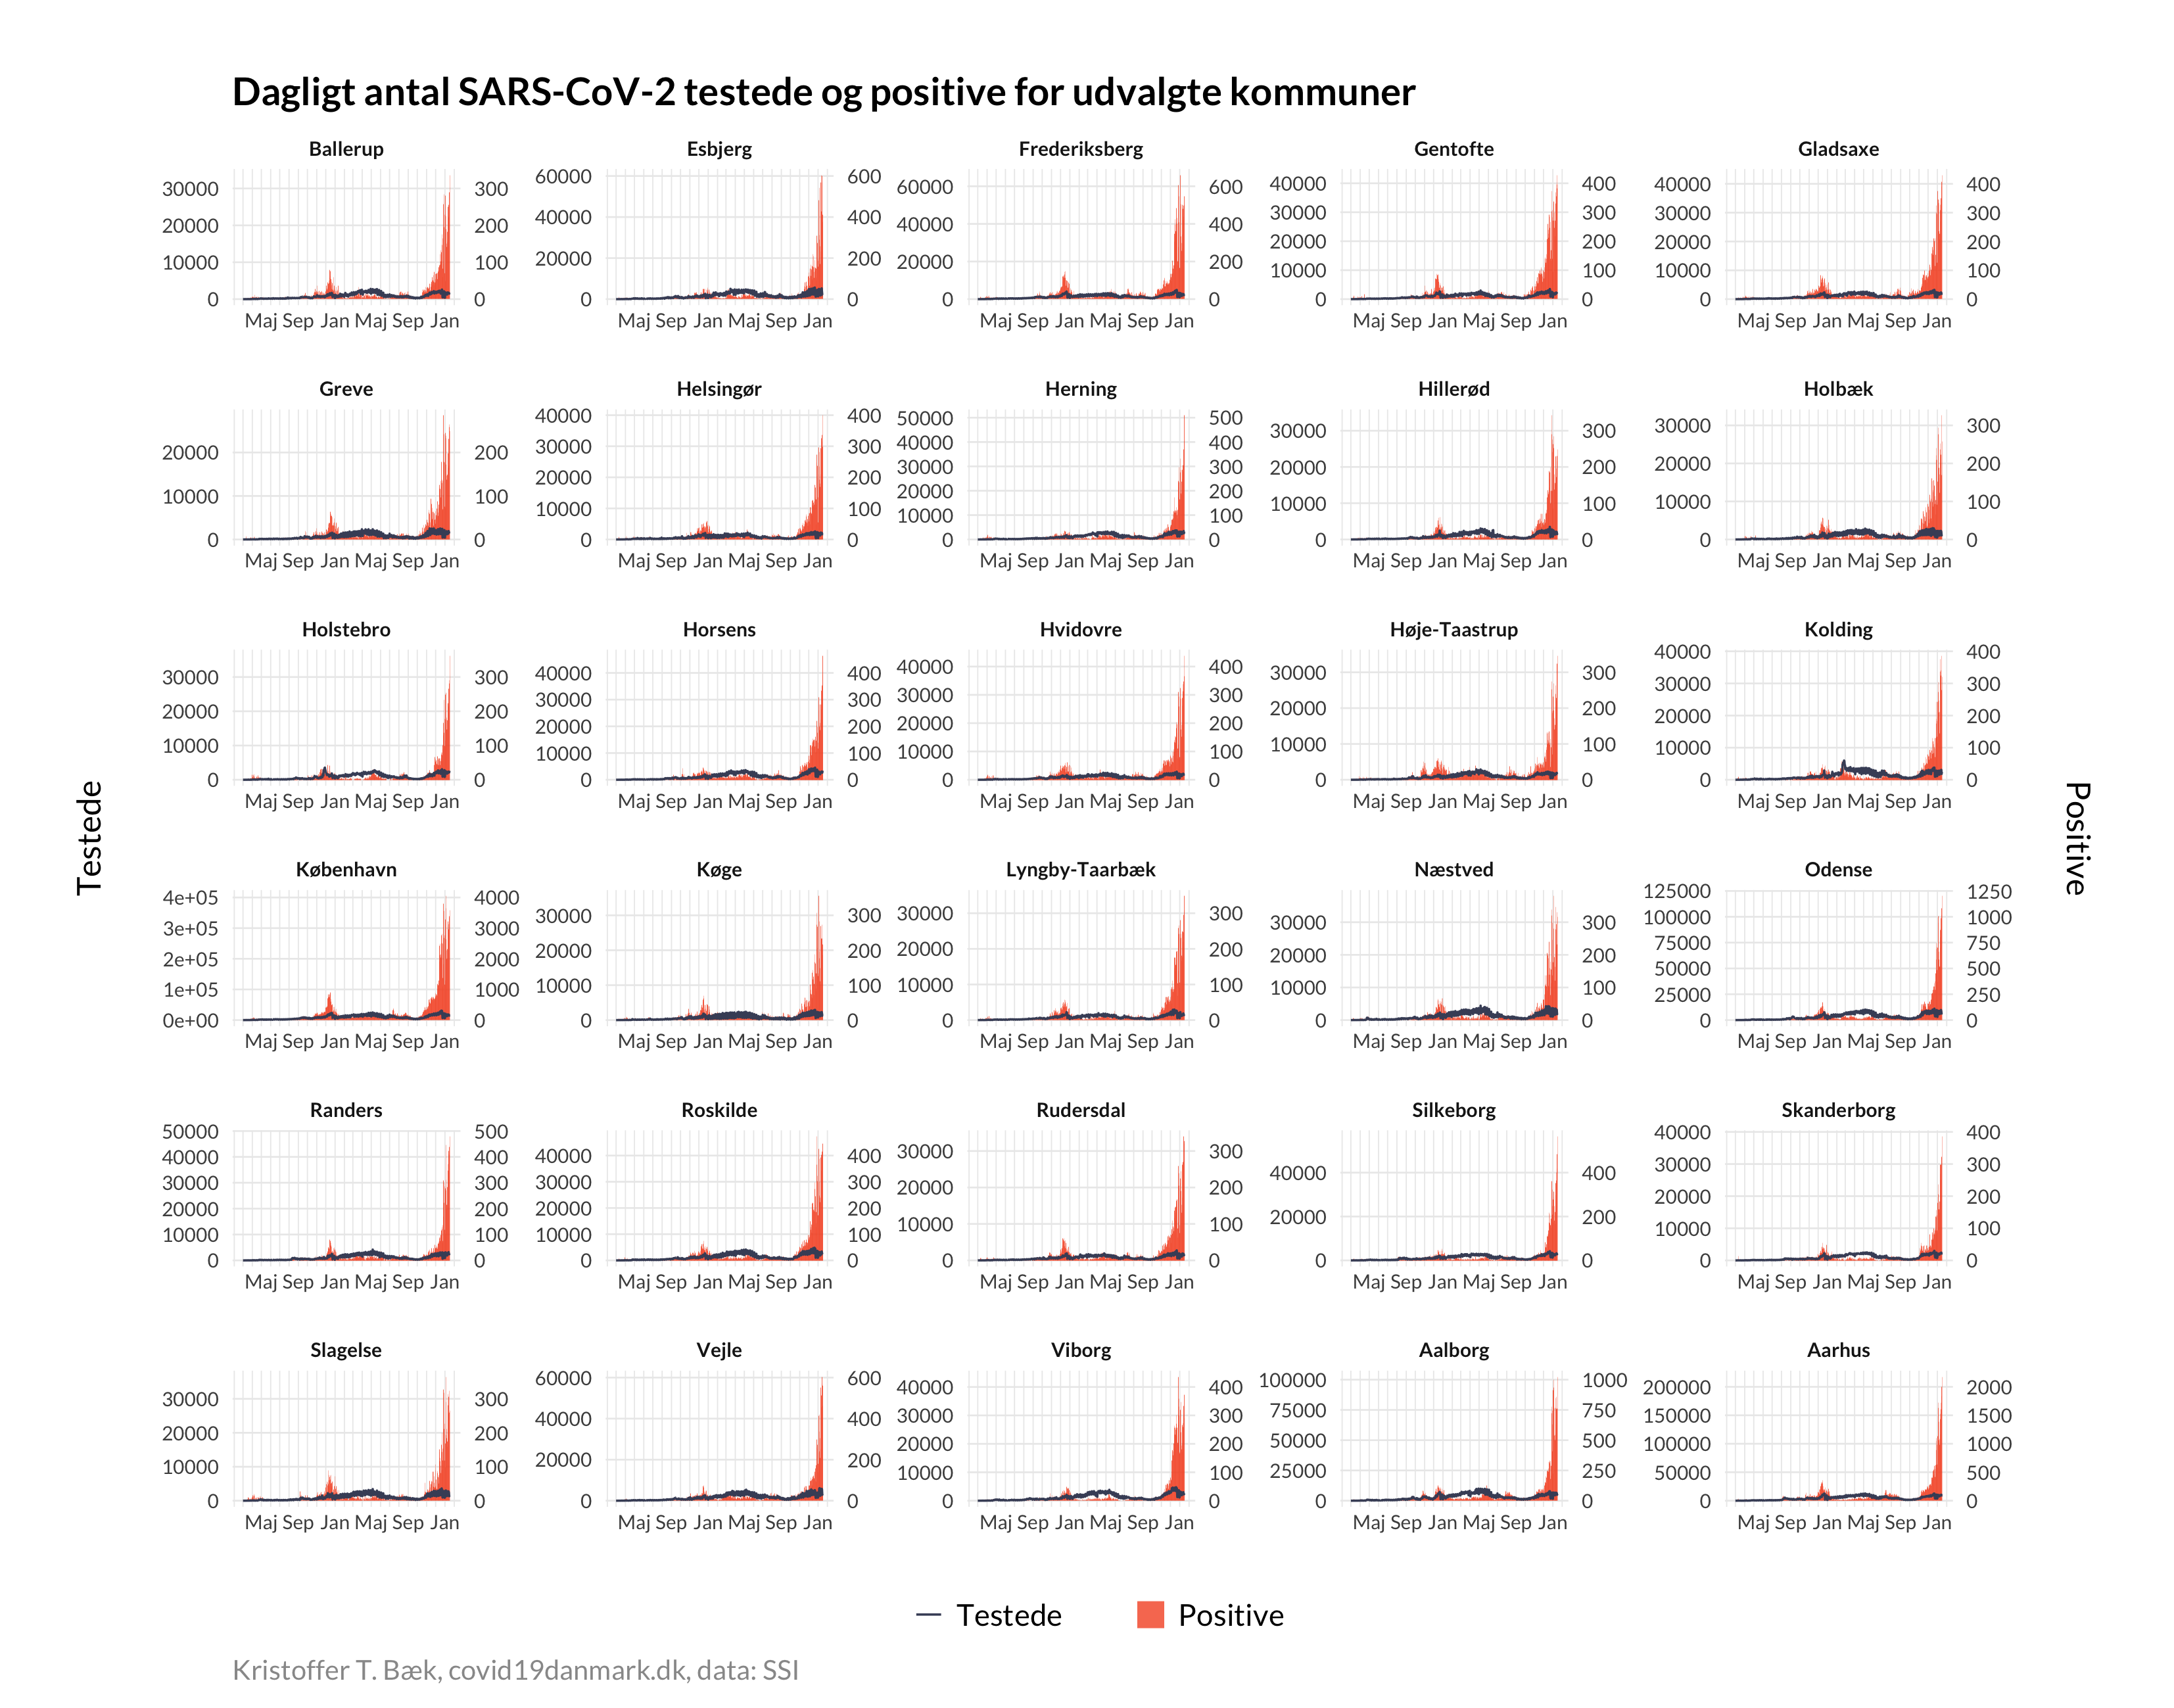 Dagligt antal SARS-CoV-2 testede og positive for udvalgte kommuner
Ballerup Esbjerg Frederiksberg Gentofte Gladsaxe
30000 20000 10000 0 300 200 100 0
60000 40000 20000 0 600 400 200 0
60000 40000 20000 0 600 400 200 0
40000 30000 20000 10000 0 400 300 200 100 0
40000 30000 20000 10000 0 400 300 200 100 0
Maj Sep Jan Maj Sep Jan Maj Sep Jan Maj Sep Jan Maj Sep Jan Maj Sep Jan Maj Sep Jan Maj Sep Jan Maj Sep Jan Maj Sep Jan
Greve Helsingør Herning Hillerød Holbæk
20000 10000 0 200 100 0
40000 30000 20000 10000 0 400 300 200 100 0
50000 40000 30000 20000 10000 0 500 400 300 200 100 0
30000 20000 10000 0 300 200 100 0
30000 20000 10000 0 300 200 100 0
Maj Sep Jan Maj Sep Jan Maj Sep Jan Maj Sep Jan Maj Sep Jan Maj Sep Jan Maj Sep Jan Maj Sep Jan Maj Sep Jan Maj Sep Jan
Holstebro Horsens Hvidovre Høje-Taastrup Kolding
30000 20000 10000 0 300 200 100 0
40000 30000 20000 10000 0 400 300 200 100 0
40000 30000 20000 10000 0 400 300 200 100 0
30000 20000 10000 0 300 200 100 0
40000 30000 20000 10000 0 400 300 200 100 0
Maj Sep Jan Maj Sep Jan Maj Sep Jan Maj Sep Jan Maj Sep Jan Maj Sep Jan Maj Sep Jan Maj Sep Jan Maj Sep Jan Maj Sep Jan
Testede
Positive
København Køge Lyngby-Taarbæk Næstved Odense
4e+05 3e+05 2e+05 1e+05 0e+00 4000 3000 2000 1000 0
30000 20000 10000 0 300 200 100 0
30000 20000 10000 0 300 200 100 0
30000 20000 10000 0 300 200 100 0
125000 100000 75000 50000 25000 0 1250 1000 750 500 250 0
Maj Sep Jan Maj Sep Jan Maj Sep Jan Maj Sep Jan Maj Sep Jan Maj Sep Jan Maj Sep Jan Maj Sep Jan Maj Sep Jan Maj Sep Jan
Randers Roskilde Rudersdal Silkeborg Skanderborg
50000 40000 30000 20000 10000 0 500 400 300 200 100 0
40000 30000 20000 10000 0 400 300 200 100 0
30000 20000 10000 0 300 200 100 0
40000 20000 0 400 200 0
40000 30000 20000 10000 0 400 300 200 100 0
Maj Sep Jan Maj Sep Jan Maj Sep Jan Maj Sep Jan Maj Sep Jan Maj Sep Jan Maj Sep Jan Maj Sep Jan Maj Sep Jan Maj Sep Jan
Slagelse Vejle Viborg Aalborg Aarhus
30000 20000 10000 0 300 200 100 0
60000 40000 20000 0 600 400 200 0
40000 30000 20000 10000 0 400 300 200 100 0
100000 75000 50000 25000 0 1000 750 500 250 0
200000 150000 100000 50000 0 2000 1500 1000 500 0
Maj Sep Jan Maj Sep Jan Maj Sep Jan Maj Sep Jan Maj Sep Jan Maj Sep Jan Maj Sep Jan Maj Sep Jan Maj Sep Jan Maj Sep Jan
Testede Positive
Kristoffer T. Bæk, covid19danmark.dk, data: SSI